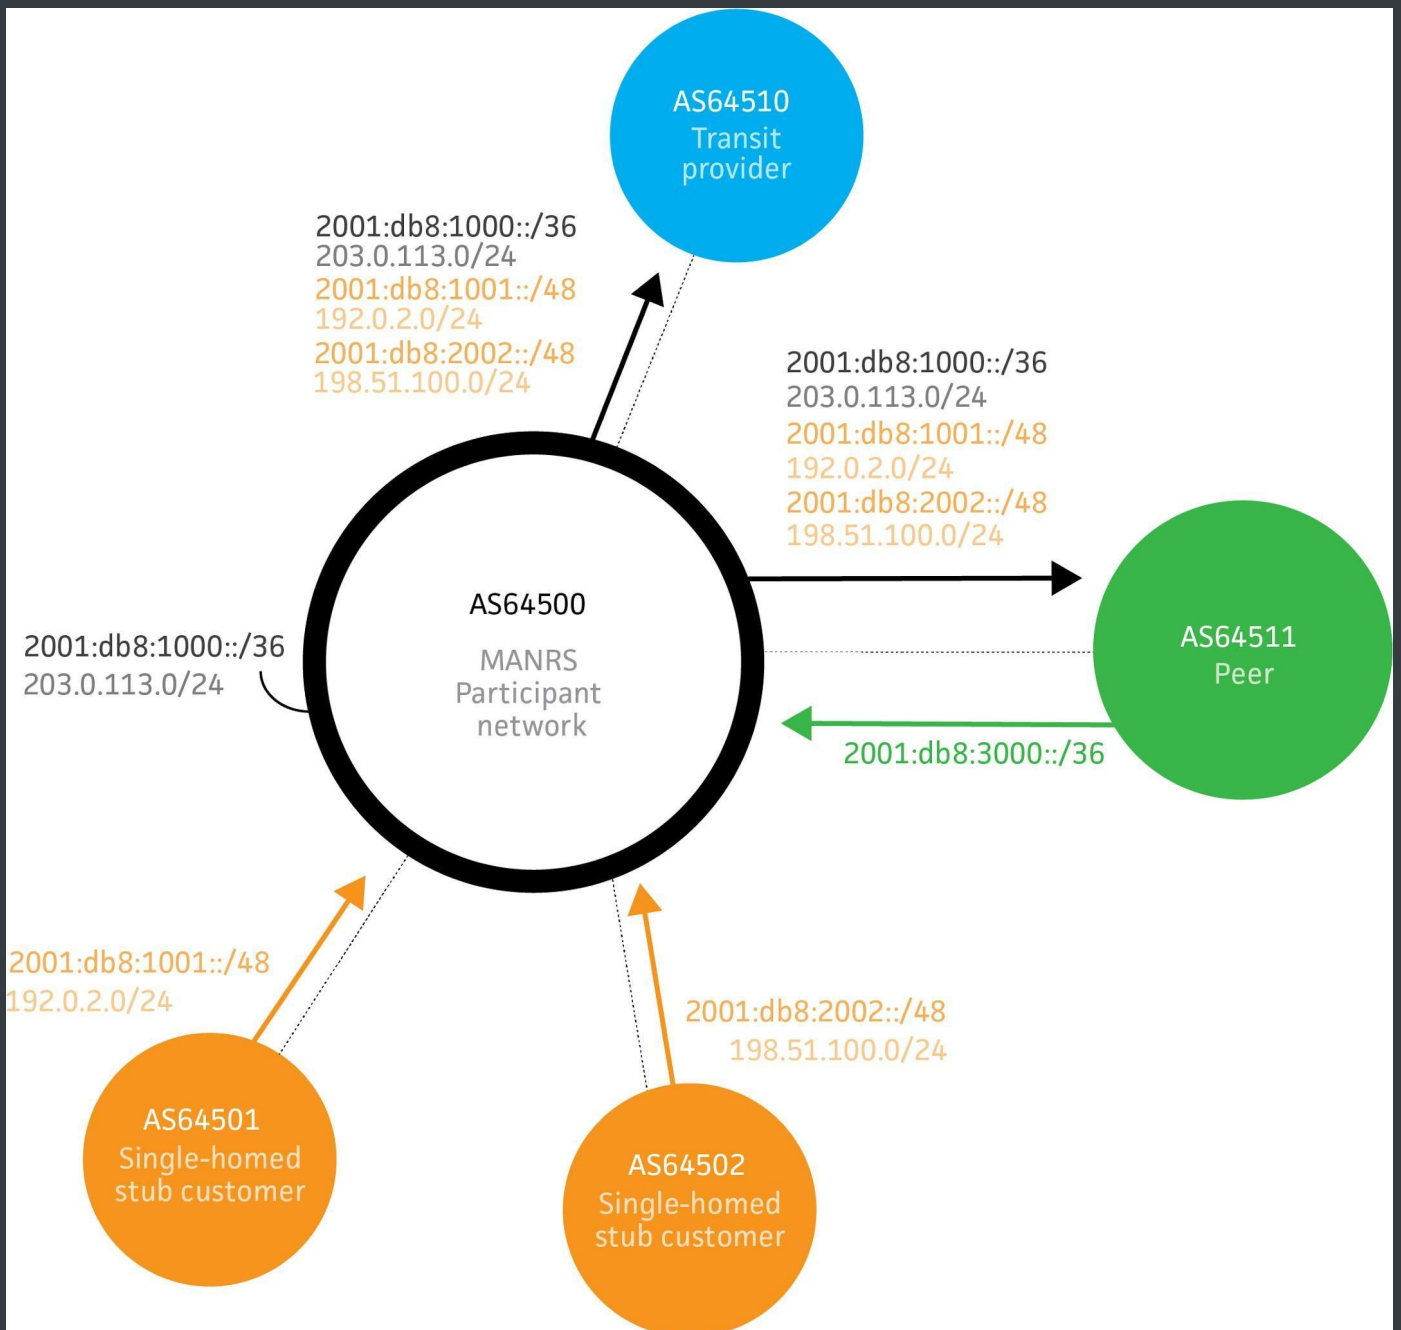 AS64510
Transit
provider
2001:db8:1000::/36
203.0.113.0/24
2001:db8:1001::/48
192.0.2.0/24
2001:db8:2002::/48
198.51.100.0/24
2001:db8:1000::/36
203.0.113.0/24
2001:db8:1001::/48
192.0.2.0/24
2001:db8:2002::/48
198.51.100.0/24
AS64500
MANRS
Participant
network
2001:db8:1000::/36
203.0.113.0/24
AS64511
Peer
2001:db8:3000::/36
2001:db8:1001::/48
192.0.2.0/24
2001:db8:2002::/48
198.51.100.0/24
AS64501
Single-homed
stub customer
AS64502
Single-homed
stub customer